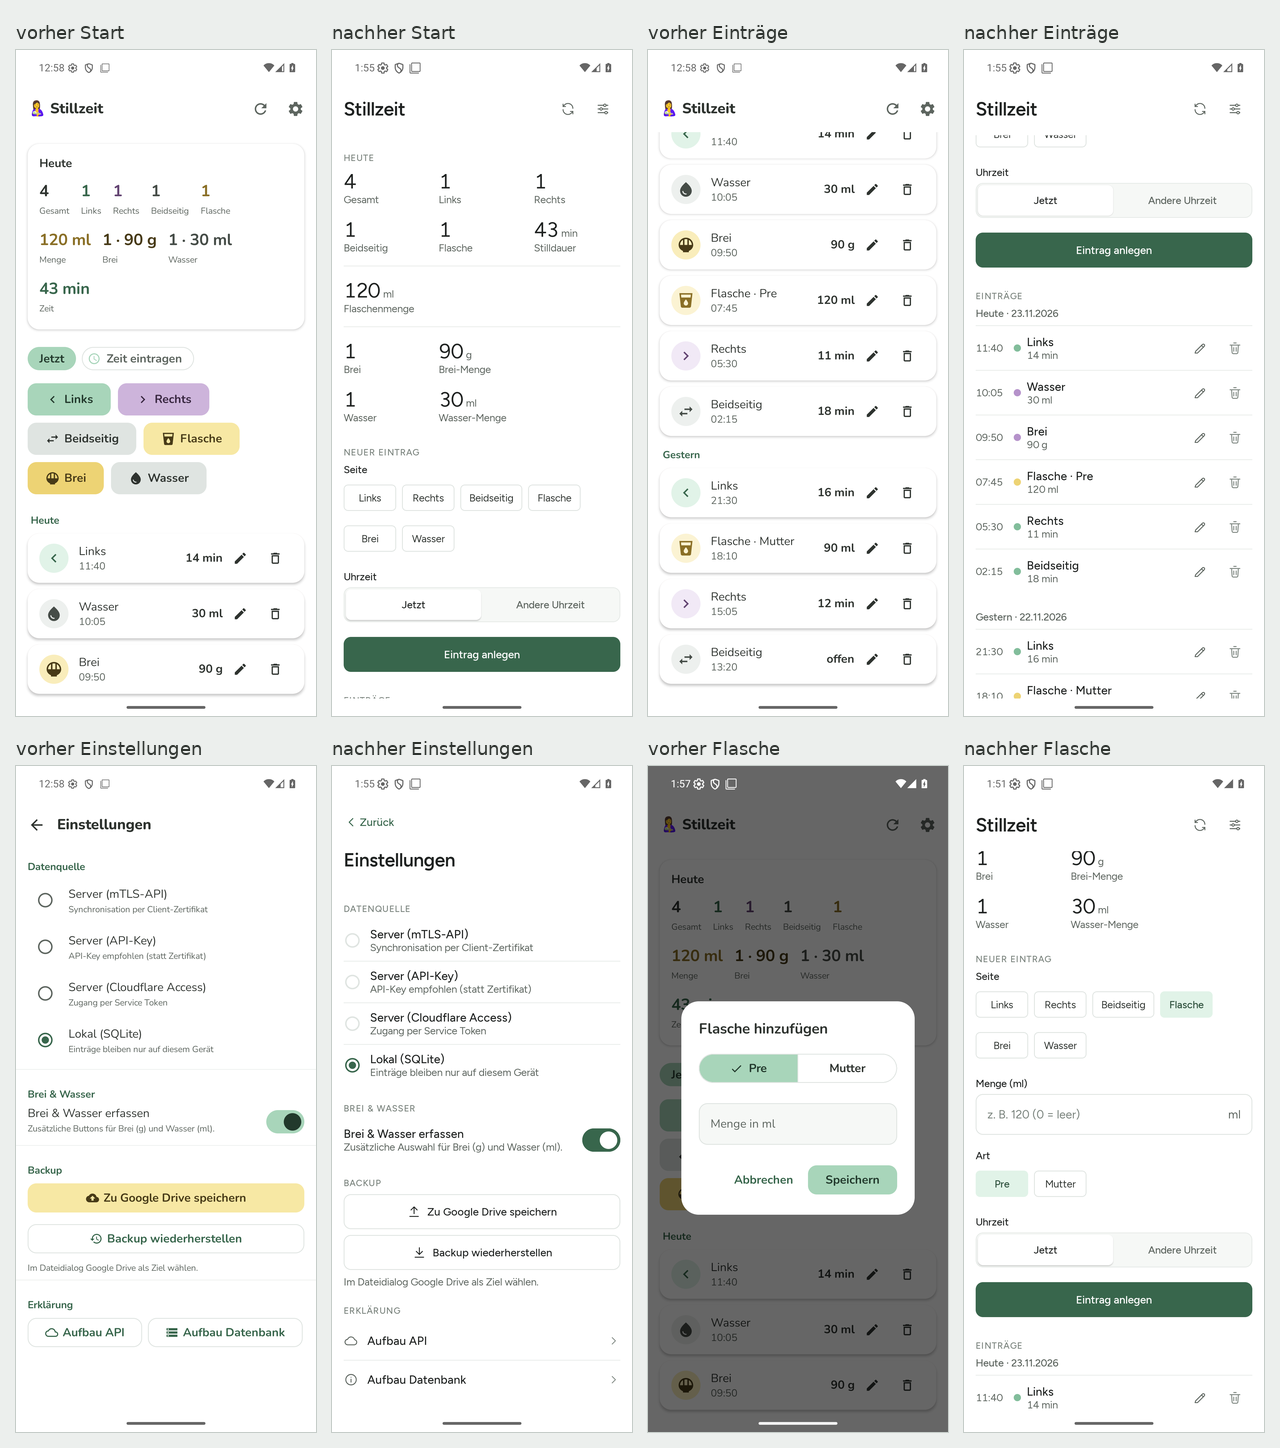 vorher Start
12:58
Stillzeit
Heute
4 1 1 1 1
Gesamt Links Rechts Beidseitig Flasche
120 ml 1 · 90 g 1 · 30 ml
Menge Brei Wasser
43 min
Zeit
Jetzt Zeit eintragen
Links Rechts
Beidseitig Flasche
Brei Wasser
Heute
Links 14 min
11:40
Wasser 30 ml
10:05
Brei 90 g
09:50
nachher Start
1:55
Stillzeit
HEUTE
4 1 1
Gesamt Links Rechts
1 1 43 min
Beidseitig Flasche Stilldauer
120 ml
Flaschenmenge
1 90 g
Brei Brei-Menge
1 30 ml
Wasser Wasser-Menge
NEUER EINTRAG
Seite
Links Rechts Beidseitig Flasche
Brei Wasser
Uhrzeit
Jetzt Andere Uhrzeit
Eintrag anlegen
EINTRÄGE
vorher Einträge
12:58
Stillzeit
14 min
11:40
Wasser 30 ml
10:05
Brei 90 g
09:50
Flasche · Pre 120 ml
07:45
Rechts 11 min
05:30
Beidseitig 18 min
02:15
Gestern
Links 16 min
21:30
Flasche · Mutter 90 ml
18:10
Rechts 12 min
15:05
Beidseitig offen
13:20
nachher Einträge
1:55
Stillzeit
Brei Wasser
Uhrzeit
Jetzt Andere Uhrzeit
Eintrag anlegen
EINTRÄGE
Heute · 23.11.2026
11:40 Links
14 min
10:05 Wasser
30 ml
09:50 Brei
90 g
07:45 Flasche · Pre
120 ml
05:30 Rechts
11 min
02:15 Beidseitig
18 min
Gestern · 22.11.2026
21:30 Links
16 min
18:10 Flasche · Mutter
vorher Einstellungen
12:58
Einstellungen
Datenquelle
Server (mTLS-API)
Synchronisation per Client-Zertifikat
Server (API-Key)
API-Key empfohlen (statt Zertifikat)
Server (Cloudflare Access)
Zugang per Service Token
Lokal (SQLite)
Einträge bleiben nur auf diesem Gerät
Brei & Wasser
Brei & Wasser erfassen
Zusätzliche Buttons für Brei (g) und Wasser (ml).
Backup
Zu Google Drive speichern
Backup wiederherstellen
Im Dateidialog Google Drive als Ziel wählen.
Erklärung
Aufbau API Aufbau Datenbank
nachher Einstellungen
1:55
Zurück
Einstellungen
DATENQUELLE
Server (mTLS-API)
Synchronisation per Client-Zertifikat
Server (API-Key)
API-Key empfohlen (statt Zertifikat)
Server (Cloudflare Access)
Zugang per Service Token
Lokal (SQLite)
Einträge bleiben nur auf diesem Gerät
BREI & WASSER
Brei & Wasser erfassen
Zusätzliche Auswahl für Brei (g) und Wasser (ml).
BACKUP
Zu Google Drive speichern
Backup wiederherstellen
Im Dateidialog Google Drive als Ziel wählen.
ERKLÄRUNG
Aufbau API
Aufbau Datenbank
vorher Flasche
1:57
Stillzeit
Heute
4 1 1 1 1
Gesamt Links Rechts Beidseitig Flasche
120 ml 1 · 90 g 1 · 30 ml
Menge Brei Wasser
Flasche hinzufügen
Pre Mutter
Menge in ml
Abbrechen Speichern
Heute
Links 14 min
11:40
Wasser 30 ml
10:05
Brei 90 g
09:50
nachher Flasche
1:51
Stillzeit
1 90 g
Brei Brei-Menge
1 30 ml
Wasser Wasser-Menge
NEUER EINTRAG
Seite
Links Rechts Beidseitig Flasche
Brei Wasser
Menge (ml)
z. B. 120 (0 = leer) ml
Art
Pre Mutter
Uhrzeit
Jetzt Andere Uhrzeit
Eintrag anlegen
EINTRÄGE
Heute · 23.11.2026
11:40 Links
14 min